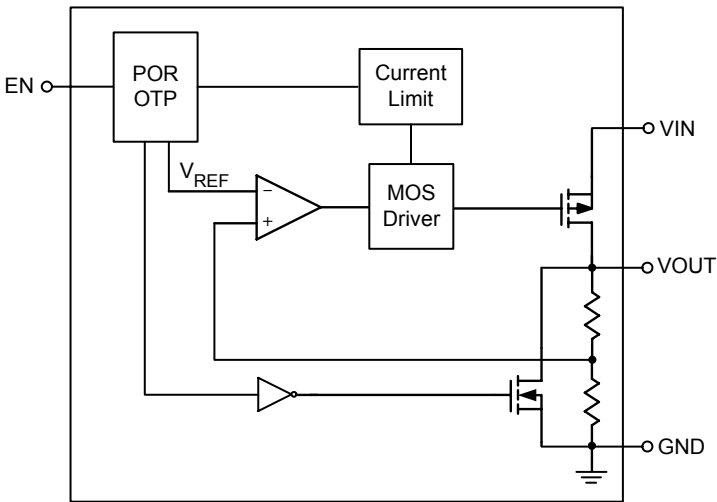 EN
POR
OTP
Current
Limit
VIN
VREF
−
+
MOS
Driver
VOUT
GND